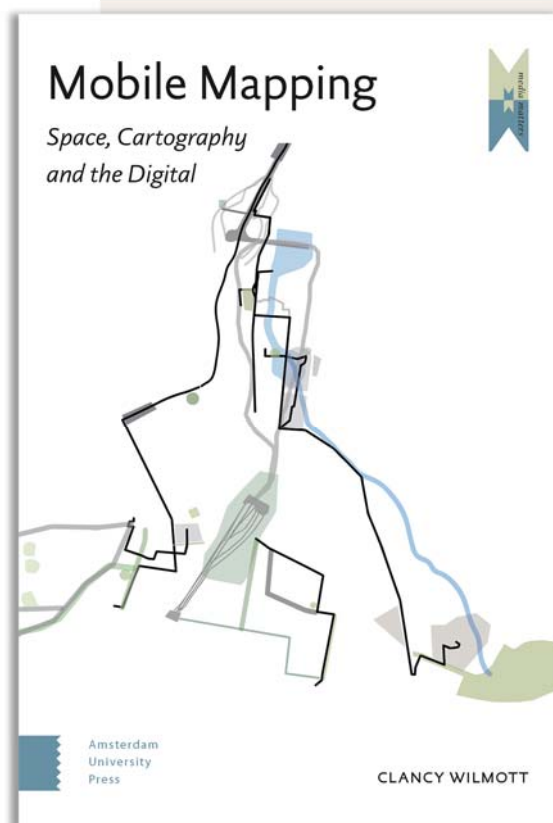 Mobile Mapping
Space, Cartography
and the Digital
media matters
Amsterdam
University
Press
CLANCY WILMOTT